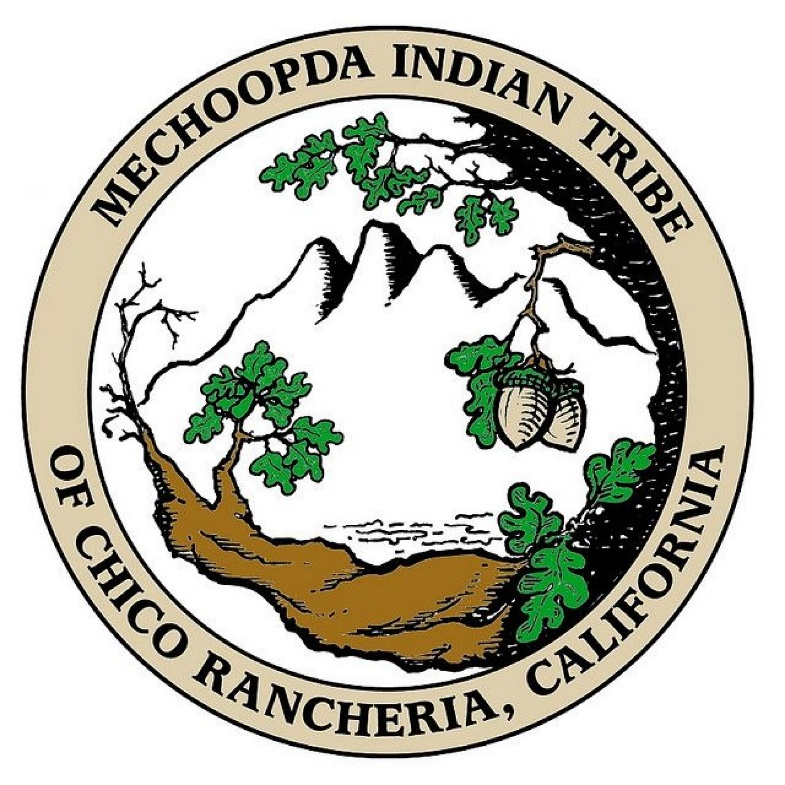 MECHOOPDA INDIAN TRIBE
OF CHICO RANCHERIA, CALIFORNIA